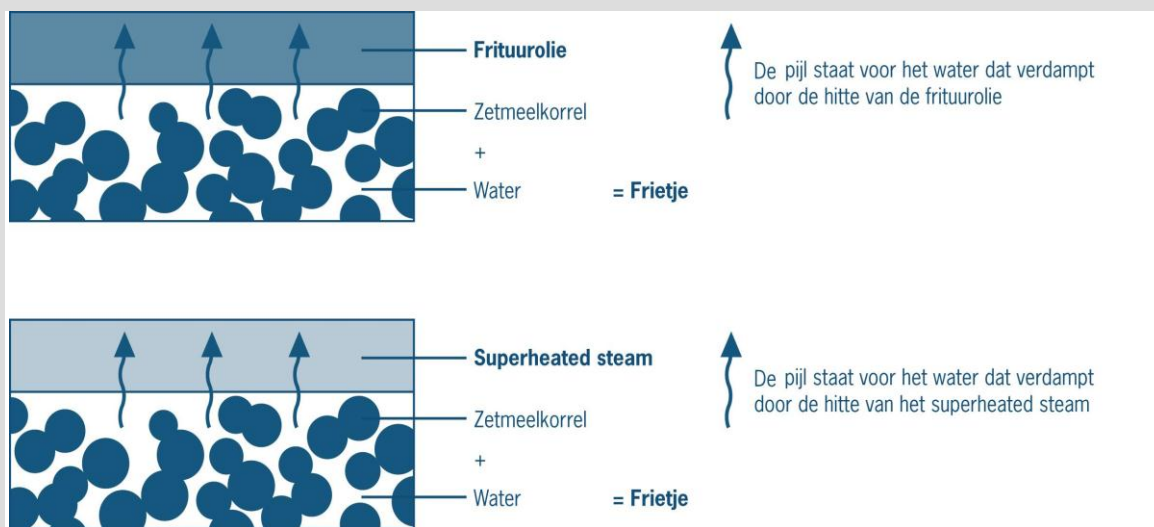 Frituurolie
De pijl staat voor het water dat verdampt
door de hitte van de frituurolie
Zetmeelkorrel
+
Water = Frietje
Superheated steam
De pijl staat voor het water dat verdampt
door de hitte van het superheated steam
Zetmeelkorrel
+
Water = Frietje